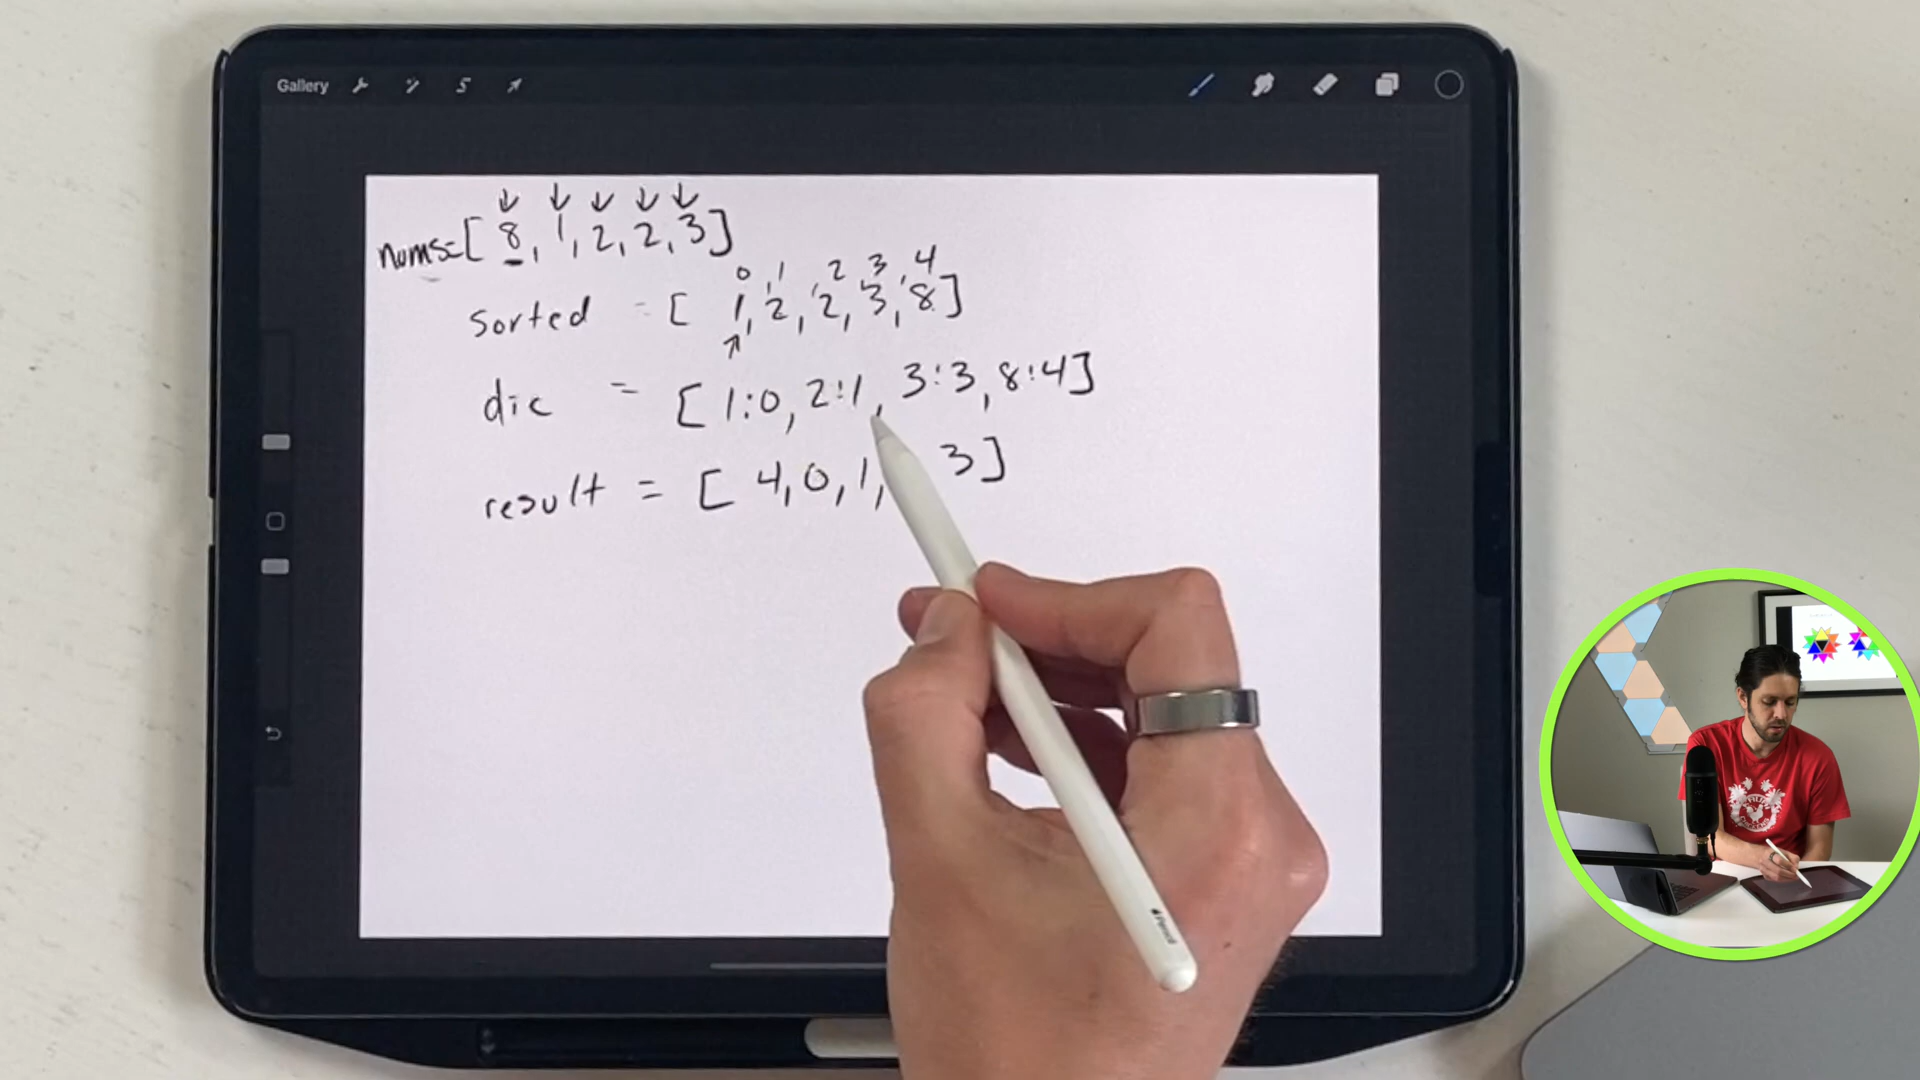 Gallery
nums=[8,1,2,2,3]
0 1 2 3 4
sorted = [1,2,2,3,8]
dic = [1:0,2:1,3:3,8:4]
result = [4,0,1, 3]
Pencil